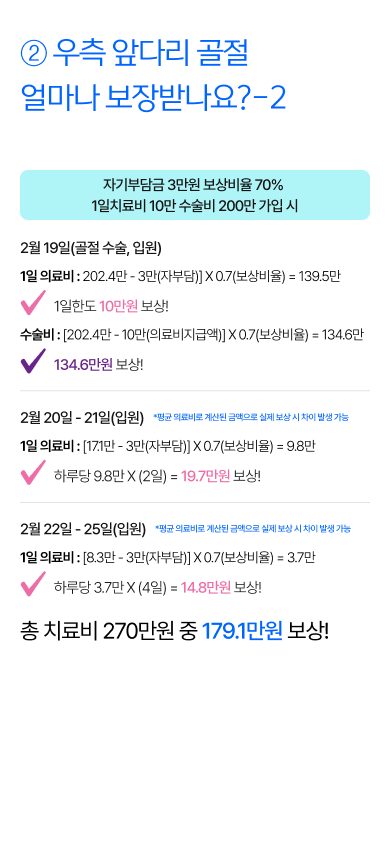 ② 우측 앞다리 골절
얼마나 보장받나요?-2
자기부담금 3만원 보상비율 70%
1일치료비 10만 수술비 200만 가입 시
2월 19일(골절 수술, 입원)
1일 의료비 : 202.4만 - 3만(자부담)] X 0.7(보상비율) = 139.5만
1일한도 10만원 보상!
수술비 : [202.4만 - 10만(의료비지급액)] X 0.7(보상비율) = 134.6만
134.6만원 보상!
2월 20일 - 21일(입원) *평균 의료비로 계산된 금액으로 실제 보상 시 차이 발생 가능
1일 의료비 : [17.1만 - 3만(자부담)] X 0.7(보상비율) = 9.8만
하루당 9.8만 X (2일) = 19.7만원 보상!
2월 22일 - 25일(입원) *평균 의료비로 계산된 금액으로 실제 보상 시 차이 발생 가능
1일 의료비 : [8.3만 - 3만(자부담)] X 0.7(보상비율) = 3.7만
하루당 3.7만 X (4일) = 14.8만원 보상!
총 치료비 270만원 중 179.1만원 보상!